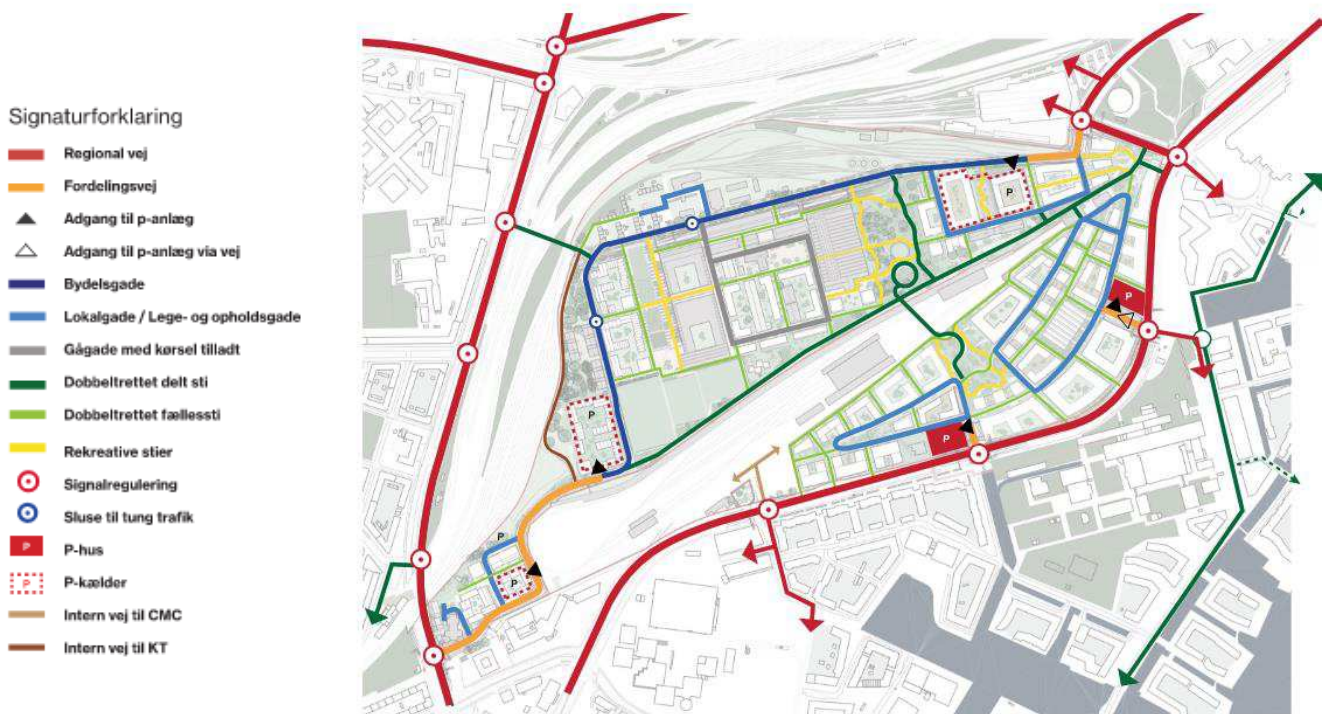 Signaturforklaring
Regional vej
Fordelingsvej
Adgang til p-anlæg
Adgang til p-anlæg via vej
Bydelsgade
Lokalgade / Lege- og opholdsgade
Gågade med kørsel tilladt
Dobbeltrettet delt sti
Dobbeltrettet fællessti
Rekreative stier
Signalregulering
Sluse til tung trafik
P P-hus
P P-kælder
Intern vej til CMC
Intern vej til KT
P
P
P
P
P
P